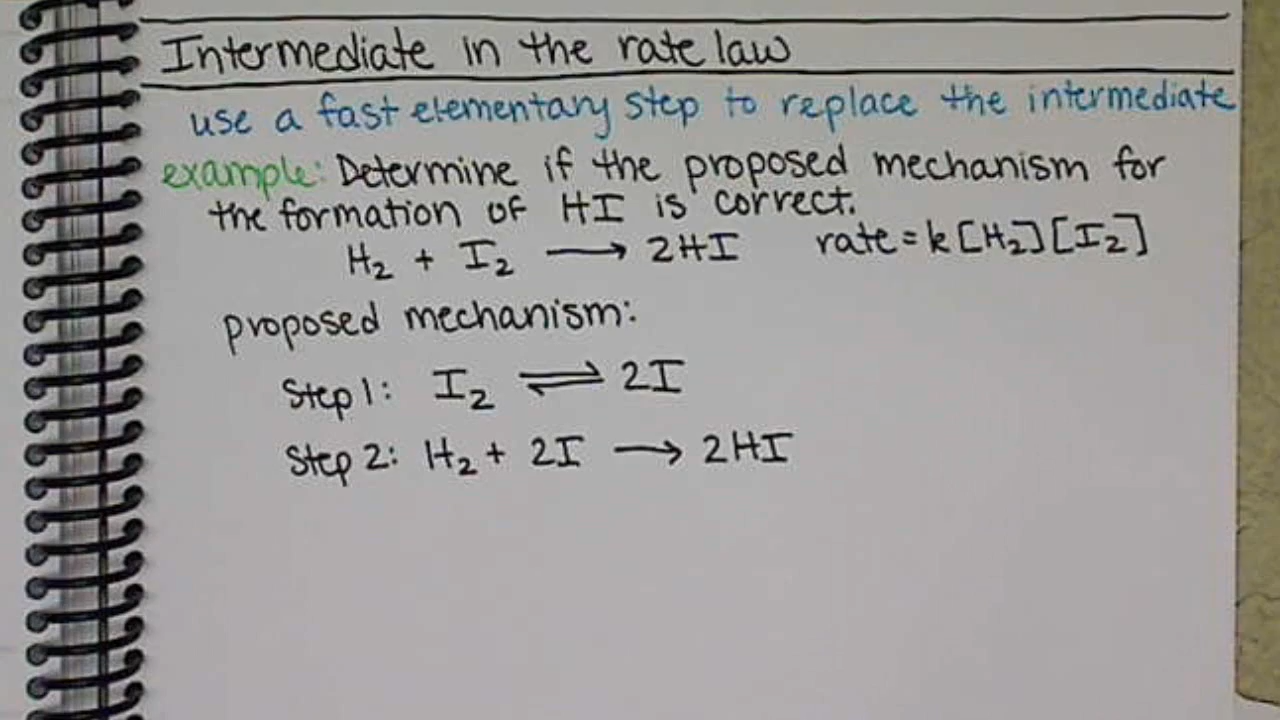 Intermediate in the rate law
use a fast elementary step to replace the intermediate
example: Determine if the proposed mechanism for
the formation of HI is correct.
H₂ + I₂ ⟶ 2HI rate = k[H₂][I₂]
proposed mechanism:
Step 1: I₂ ⇌ 2I
Step 2: H₂ + 2I ⟶ 2HI